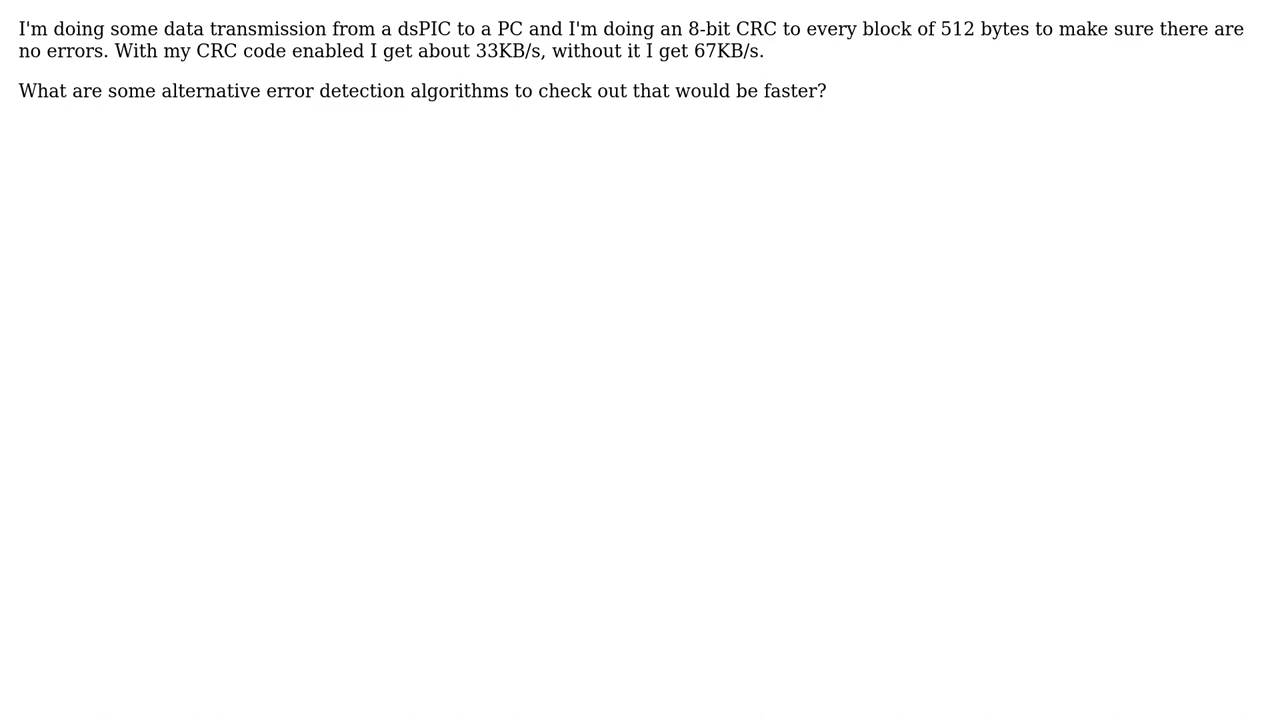 I'm doing some data transmission from a dsPIC to a PC and I'm doing an 8-bit CRC to every block of 512 bytes to make sure there are
no errors. With my CRC code enabled I get about 33KB/s, without it I get 67KB/s.
What are some alternative error detection algorithms to check out that would be faster?